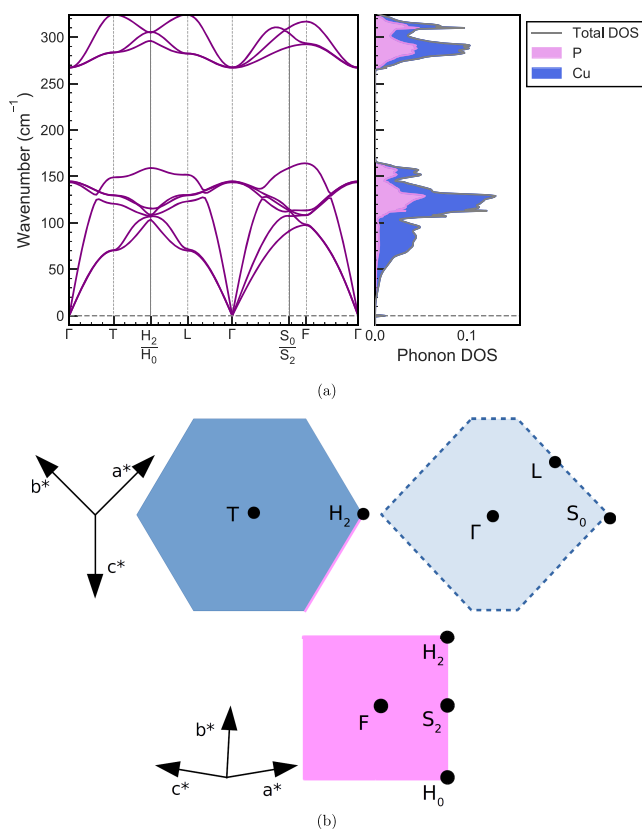 Wavenumber (cm⁻¹)
300
250
200
150
100
50
0
Γ T H₂ L Γ S₀ F Γ
H₀ S₂
0.0 0.1
Phonon DOS
Total DOS
P
Cu
(a)
b* a*
c*
T H₂
L
Γ S₀
H₂
F S₂
H₀
b*
c* a*
(b)